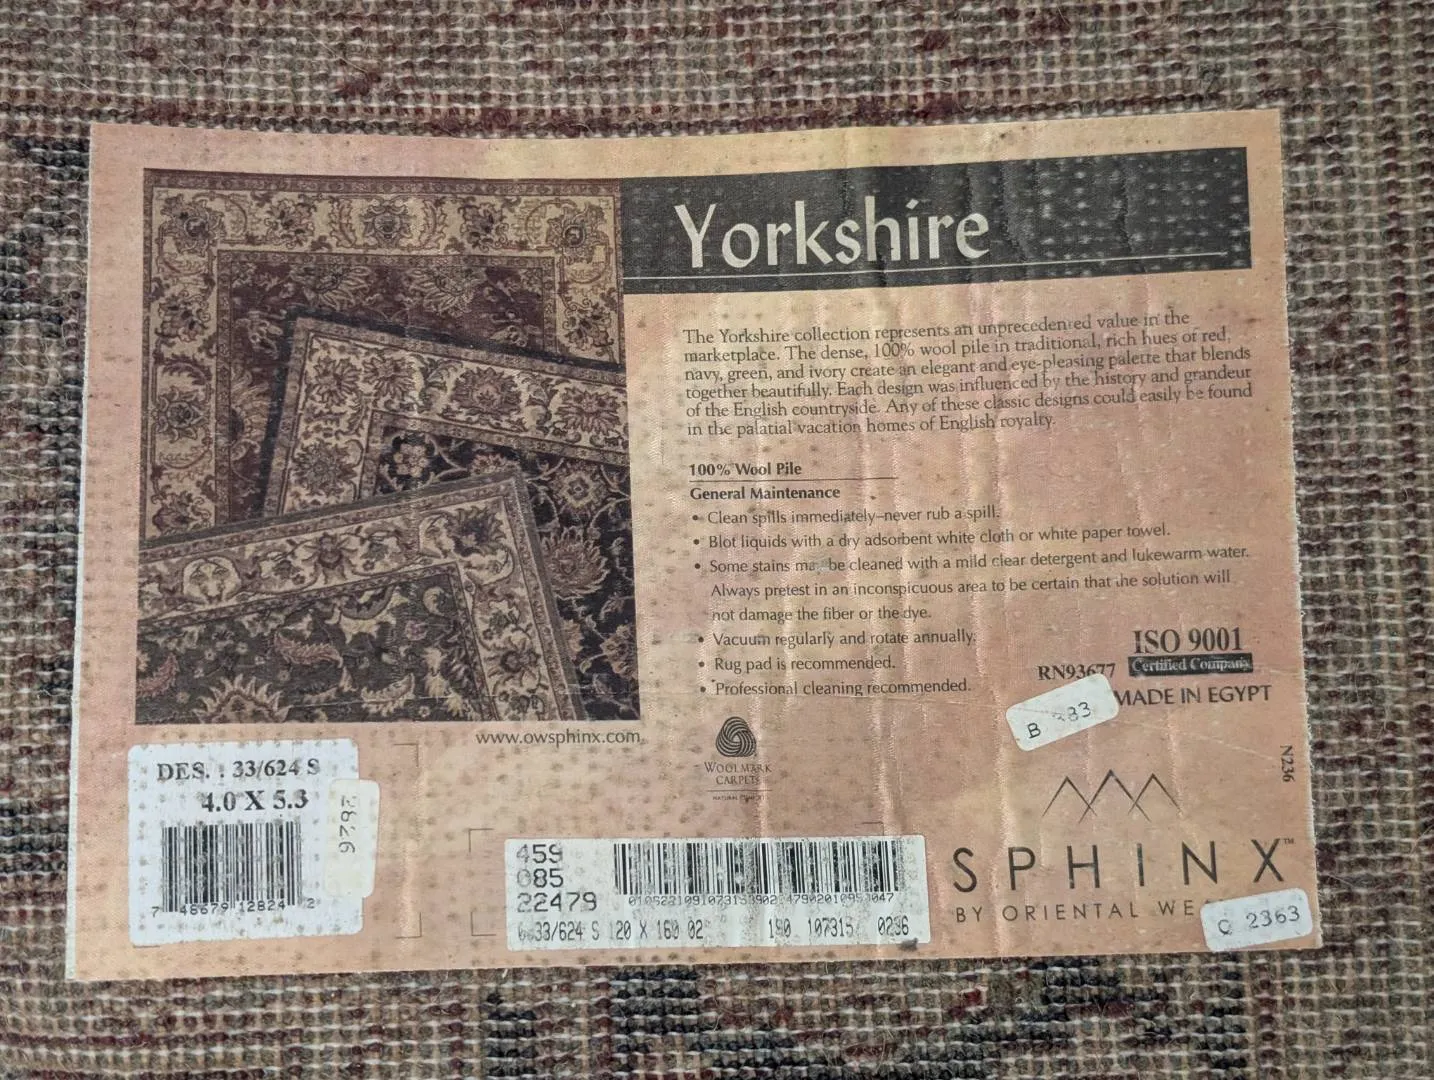 Yorkshire
The Yorkshire collection represents an unprecedented value in the
marketplace. The dense, 100% wool pile in traditional, rich hues of red,
navy, green, and ivory create an elegant and eye-pleasing palette that blends
together beautifully. Each design was influenced by the history and grandeur
of the English countryside. Any of these classic designs could easily be found
in the palatial vacation homes of English royalty.
100% Wool Pile
General Maintenance
• Clean spills immediately–never rub a spill.
• Blot liquids with a dry adsorbent white cloth or white paper towel.
• Some stains may be cleaned with a mild clear detergent and lukewarm water.
Always pretest in an inconspicuous area to be certain that the solution will
not damage the fiber or the dye.
• Vacuum regularly and rotate annually.
• Rug pad is recommended.
• Professional cleaning recommended.
ISO 9001
Certified Company
RN93677
MADE IN EGYPT
B 83
www.owsphinx.com
WOOLMARK
CARPETS
N236
DES. : 33/624 S
4.0 X 5.3
2826
7 48679 12824 2
459
085
22479
33/624 S 120 X 160 02 190 107315 0236
SPHINX™
BY ORIENTAL WE
C 2363